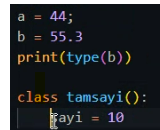 a = 44;
b = 55.3
print(type(b))
class tamsayi():
sayi = 10